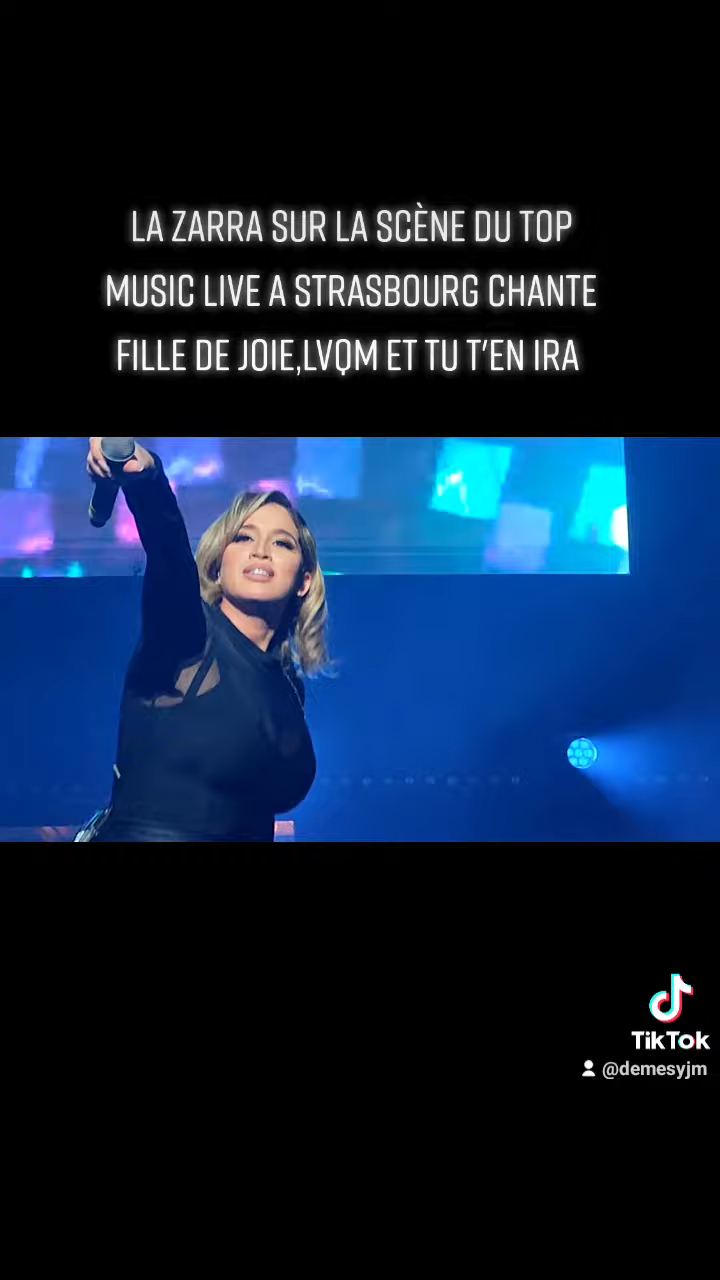 LA ZARRA SUR LA SCÈNE DU TOP
MUSIC LIVE A STRASBOURG CHANTE
FILLE DE JOIE,LVQM ET TU T'EN IRA
TikTok
@demesyjm